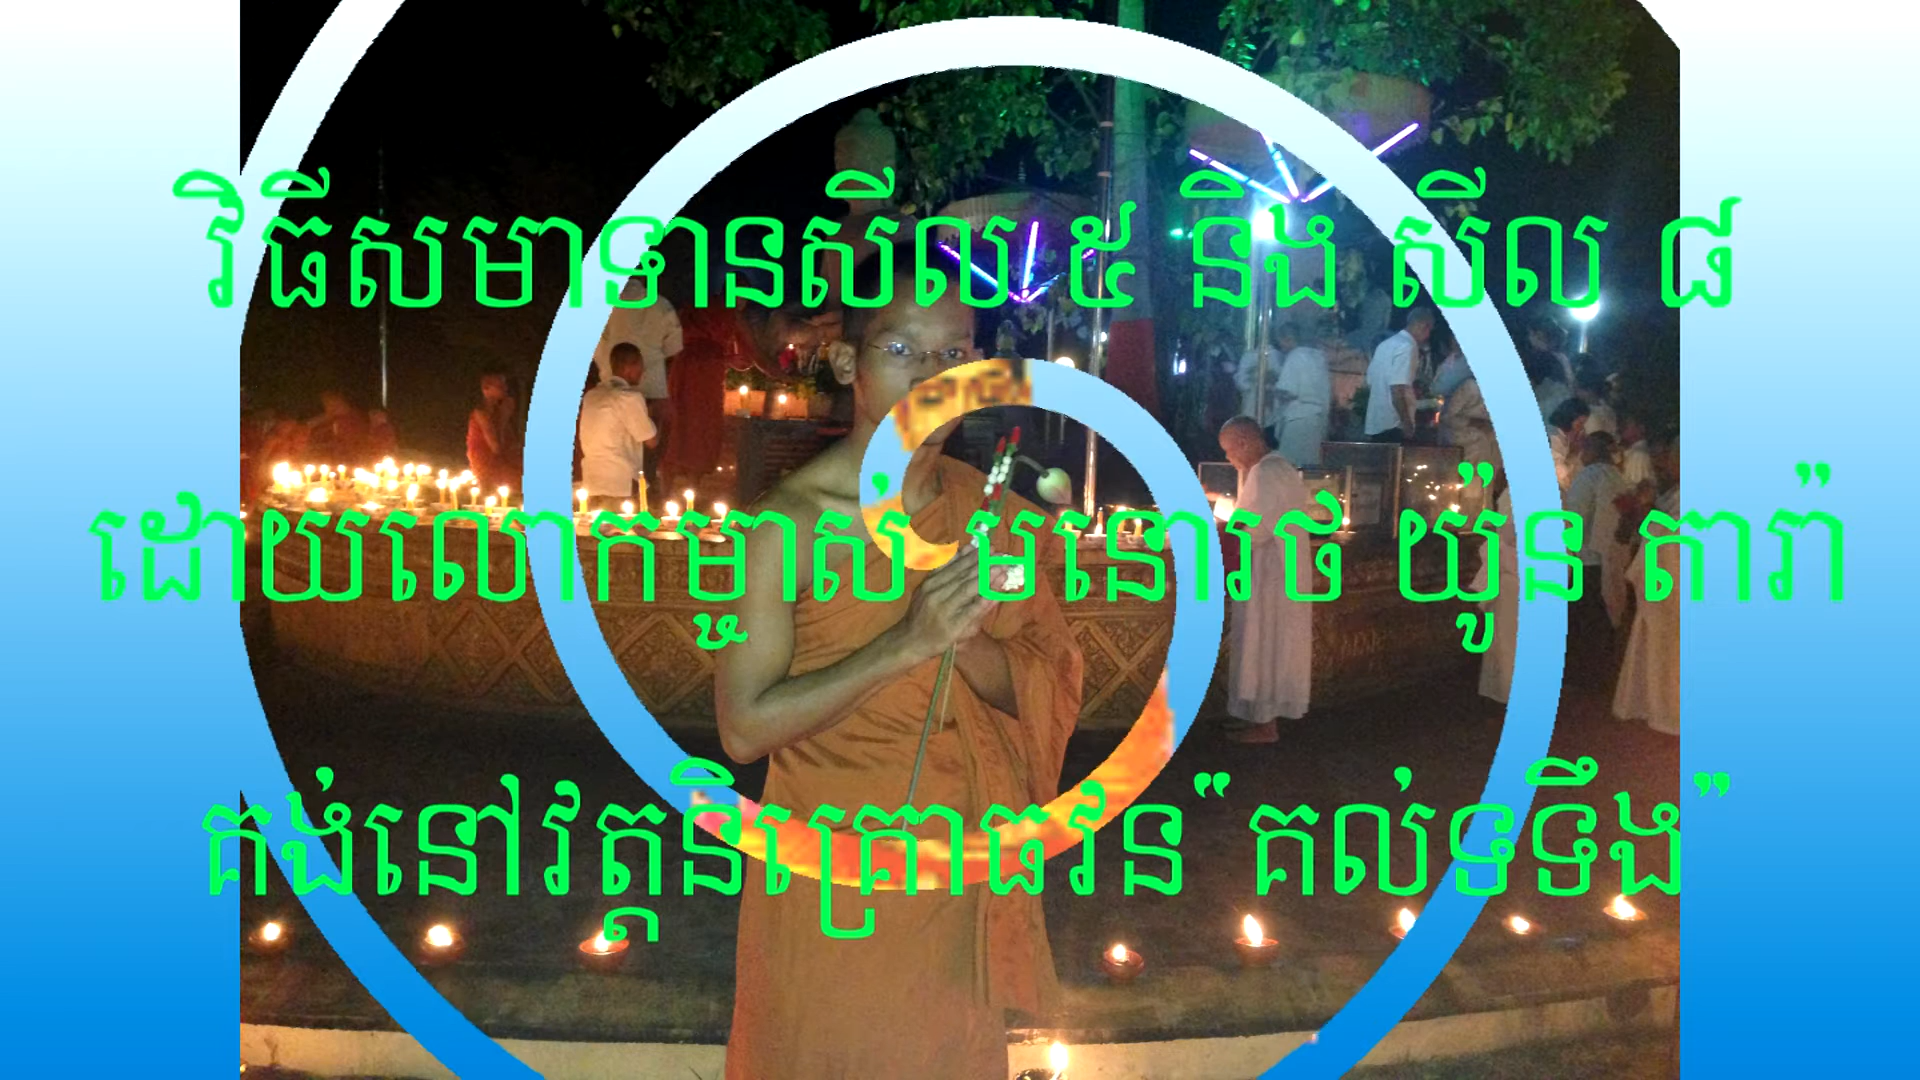 វិធីសមាទានសីល ៥ និង សីល ៨
ដោយលោកម្ចាស់ មនោរថ យ៉ូន តារ៉ា
គង់នៅវត្តនិគ្រោធវន"គល់ទទឹង"